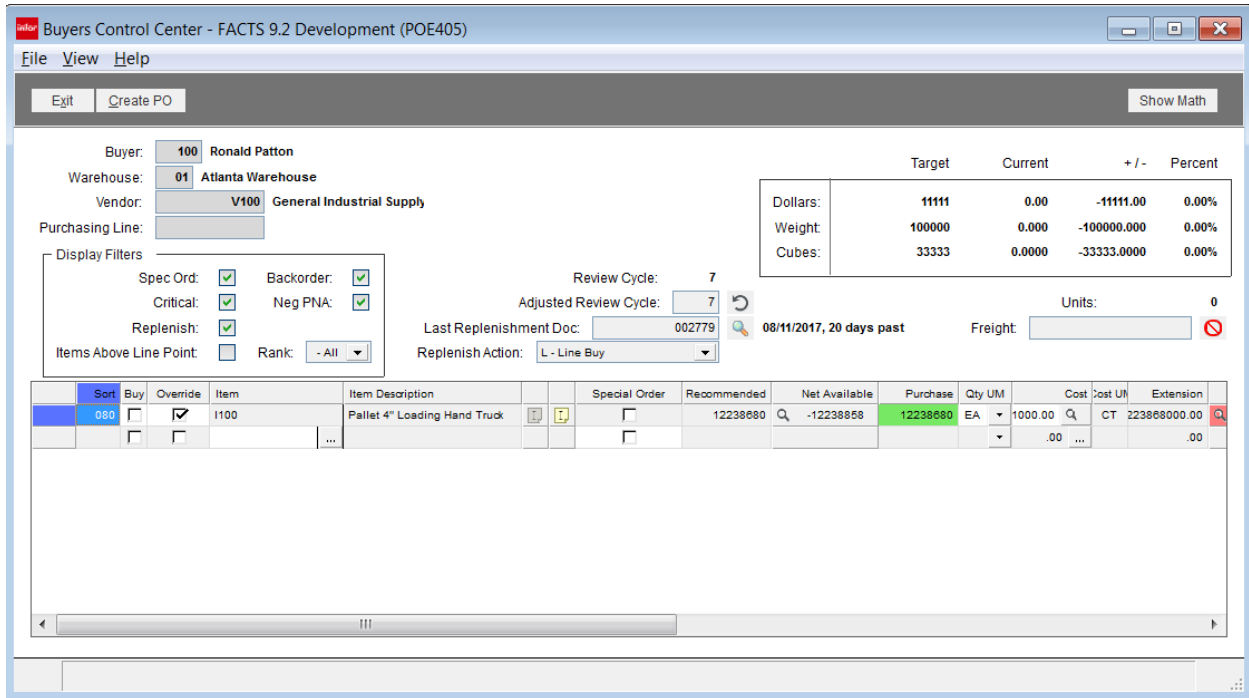 infor Buyers Control Center - FACTS 9.2 Development (POE405)
File View Help
Exit Create PO Show Math
Buyer: 100 Ronald Patton
Warehouse: 01 Atlanta Warehouse
Vendor: V100 General Industrial Supply
Purchasing Line:
Target Current + / - Percent
Dollars: 11111 0.00 -11111.00 0.00%
Weight: 100000 0.000 -100000.000 0.00%
Cubes: 33333 0.0000 -33333.0000 0.00%
Display Filters
Spec Ord: Backorder:
Critical: Neg PNA:
Replenish:
Items Above Line Point: Rank: - All
Review Cycle: 7
Adjusted Review Cycle: 7
Units: 0
Last Replenishment Doc: 002779 08/11/2017, 20 days past Freight:
Replenish Action: L - Line Buy
Sort Buy Override Item Item Description Special Order Recommended Net Available Purchase Qty UM Cost Cost UM Extension
080 I100 Pallet 4" Loading Hand Truck 12238680 -12238858 12238680 EA 1000.00 CT 223868000.00
... .00 ... .00